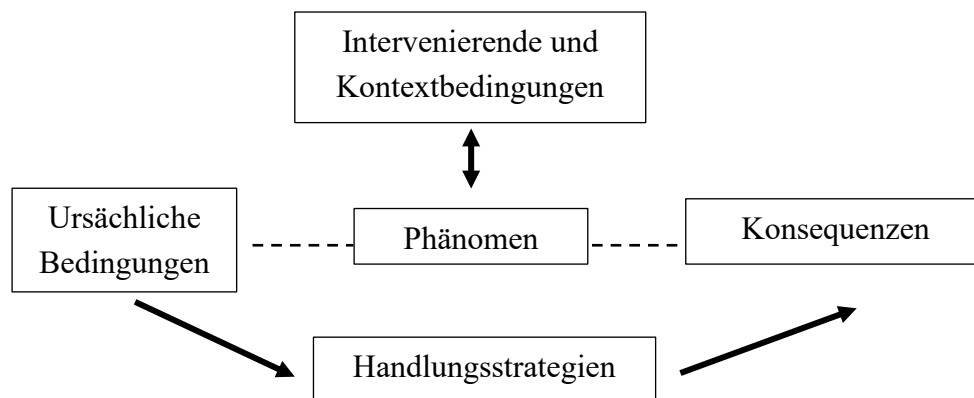 Intervenierende und
Kontextbedingungen
Ursächliche
Bedingungen
Phänomen
Konsequenzen
Handlungsstrategien